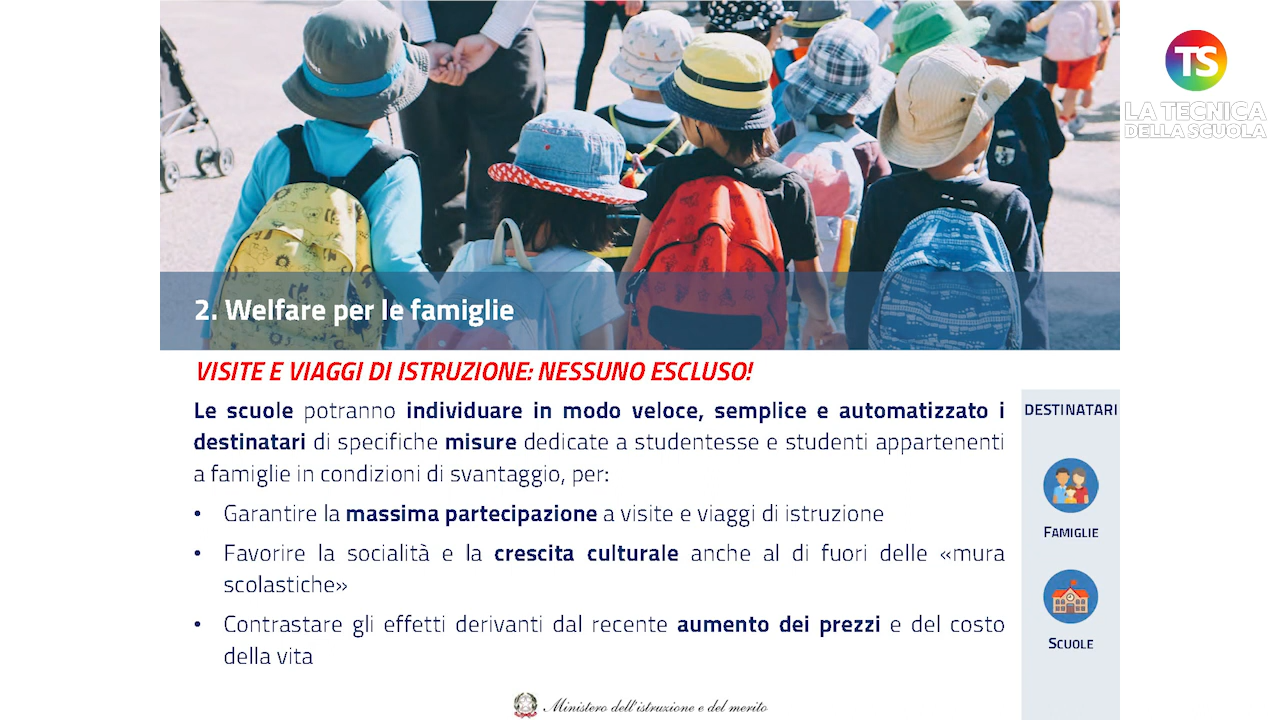 TS
LA TECNICA
DELLA SCUOLA
2. Welfare per le famiglie
VISITE E VIAGGI DI ISTRUZIONE: NESSUNO ESCLUSO!
Le scuole potranno individuare in modo veloce, semplice e automatizzato i
destinatari di specifiche misure dedicate a studentesse e studenti appartenenti
a famiglie in condizioni di svantaggio, per:
• Garantire la massima partecipazione a visite e viaggi di istruzione
• Favorire la socialità e la crescita culturale anche al di fuori delle «mura
scolastiche»
• Contrastare gli effetti derivanti dal recente aumento dei prezzi e del costo
della vita
DESTINATARI
FAMIGLIE
SCUOLE
Ministero dell'istruzione e del merito